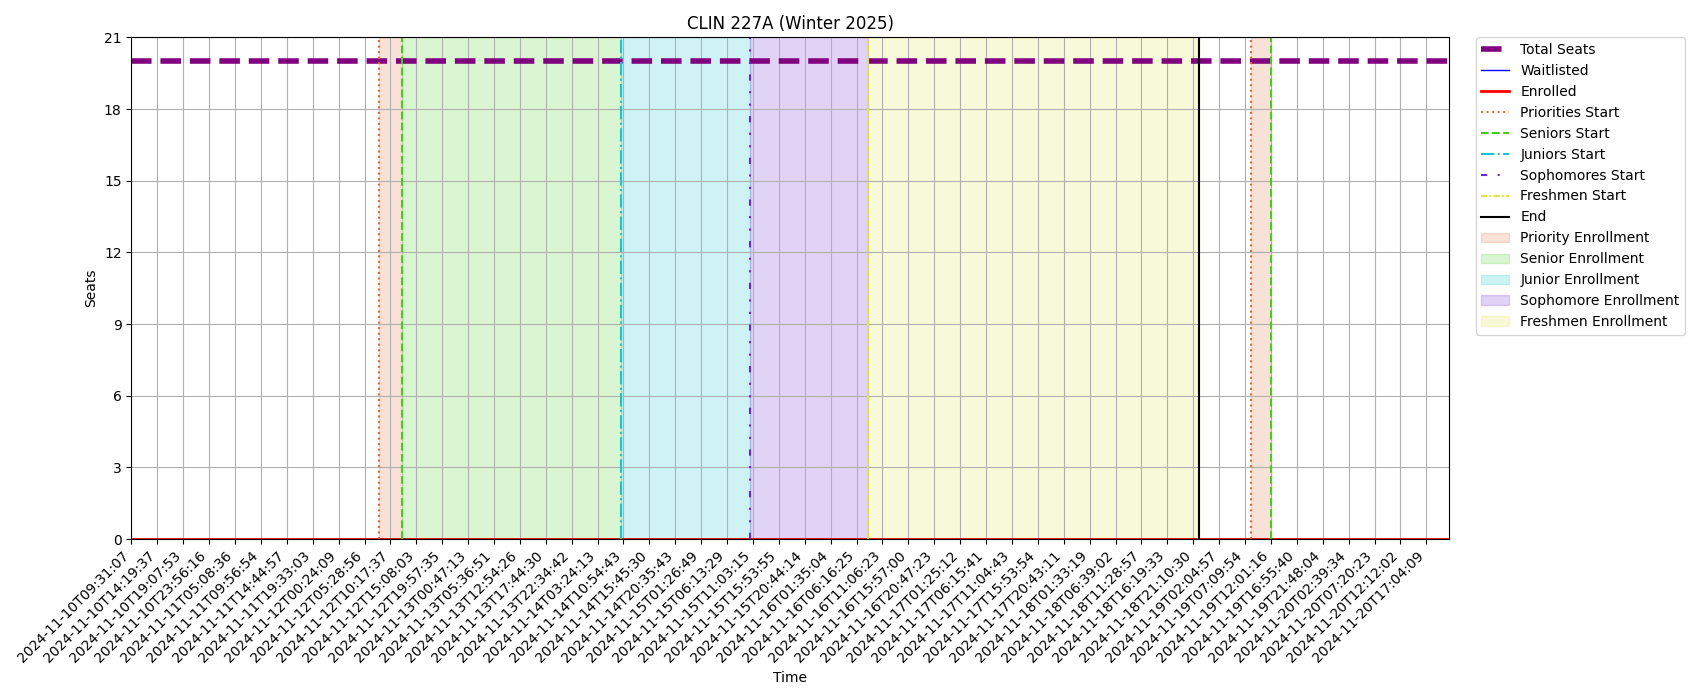 CLIN 227A (Winter 2025)
21
18
15
12
9
6
3
0
Seats
2024-11-10T09:31:07
2024-11-10T14:19:37
2024-11-10T19:07:53
2024-11-10T23:56:16
2024-11-11T05:08:36
2024-11-11T09:56:54
2024-11-11T14:44:57
2024-11-11T19:33:03
2024-11-12T00:24:09
2024-11-12T05:28:56
2024-11-12T10:17:37
2024-11-12T15:08:03
2024-11-12T19:57:35
2024-11-13T00:47:13
2024-11-13T05:36:51
2024-11-13T12:54:26
2024-11-13T17:44:30
2024-11-13T22:34:42
2024-11-14T03:24:13
2024-11-14T10:54:43
2024-11-14T15:45:30
2024-11-14T20:35:43
2024-11-15T01:26:49
2024-11-15T06:13:29
2024-11-15T11:03:15
2024-11-15T15:53:55
2024-11-15T20:44:14
2024-11-16T01:35:04
2024-11-16T06:16:25
2024-11-16T11:06:23
2024-11-16T15:57:00
2024-11-16T20:47:23
2024-11-17T01:25:12
2024-11-17T06:15:41
2024-11-17T11:04:43
2024-11-17T15:53:54
2024-11-17T20:43:11
2024-11-18T01:33:19
2024-11-18T06:39:02
2024-11-18T11:28:57
2024-11-18T16:19:33
2024-11-18T21:10:30
2024-11-19T02:04:57
2024-11-19T07:09:54
2024-11-19T12:01:16
2024-11-19T16:55:40
2024-11-19T21:48:04
2024-11-20T02:39:34
2024-11-20T07:20:23
2024-11-20T12:12:02
2024-11-20T17:04:09
Time
Total Seats
Waitlisted
Enrolled
Priorities Start
Seniors Start
Juniors Start
Sophomores Start
Freshmen Start
End
Priority Enrollment
Senior Enrollment
Junior Enrollment
Sophomore Enrollment
Freshmen Enrollment